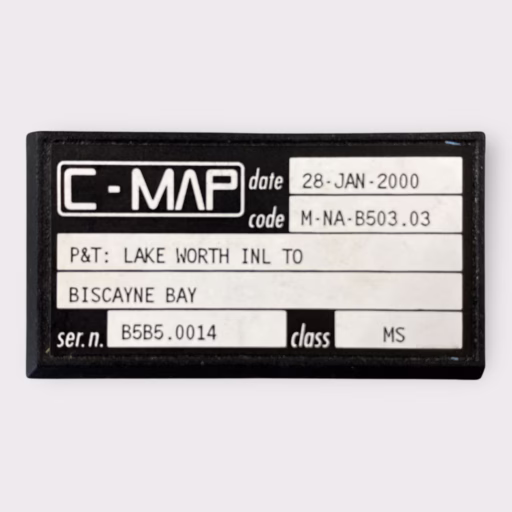 C-MAP date 28-JAN-2000
code M-NA-B503.03
P&T: LAKE WORTH INL TO
BISCAYNE BAY
ser.n. B5B5.0014 class MS